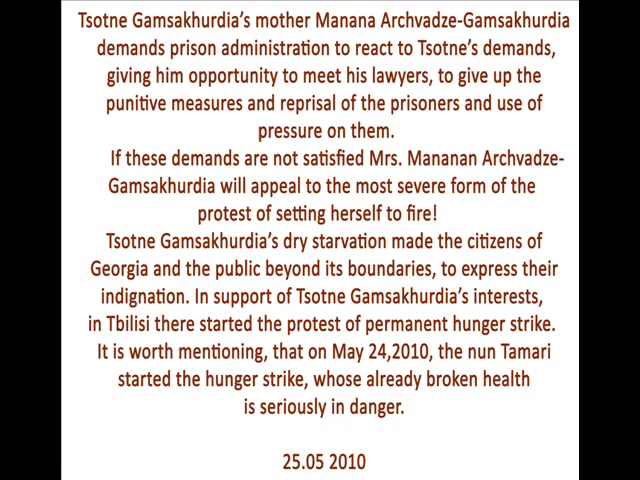 Tsotne Gamsakhurdia's mother Manana Archvadze-Gamsakhurdia
demands prison administration to react to Tsotne's demands,
giving him opportunity to meet his lawyers, to give up the
punitive measures and reprisal of the prisoners and use of
pressure on them.
If these demands are not satisfied Mrs. Mananan Archvadze-
Gamsakhurdia will appeal to the most severe form of the
protest of setting herself to fire!
Tsotne Gamsakhurdia's dry starvation made the citizens of
Georgia and the public beyond its boundaries, to express their
indignation. In support of Tsotne Gamsakhurdia's interests,
in Tbilisi there started the protest of permanent hunger strike.
It is worth mentioning, that on May 24,2010, the nun Tamari
started the hunger strike, whose already broken health
is seriously in danger.
25.05 2010